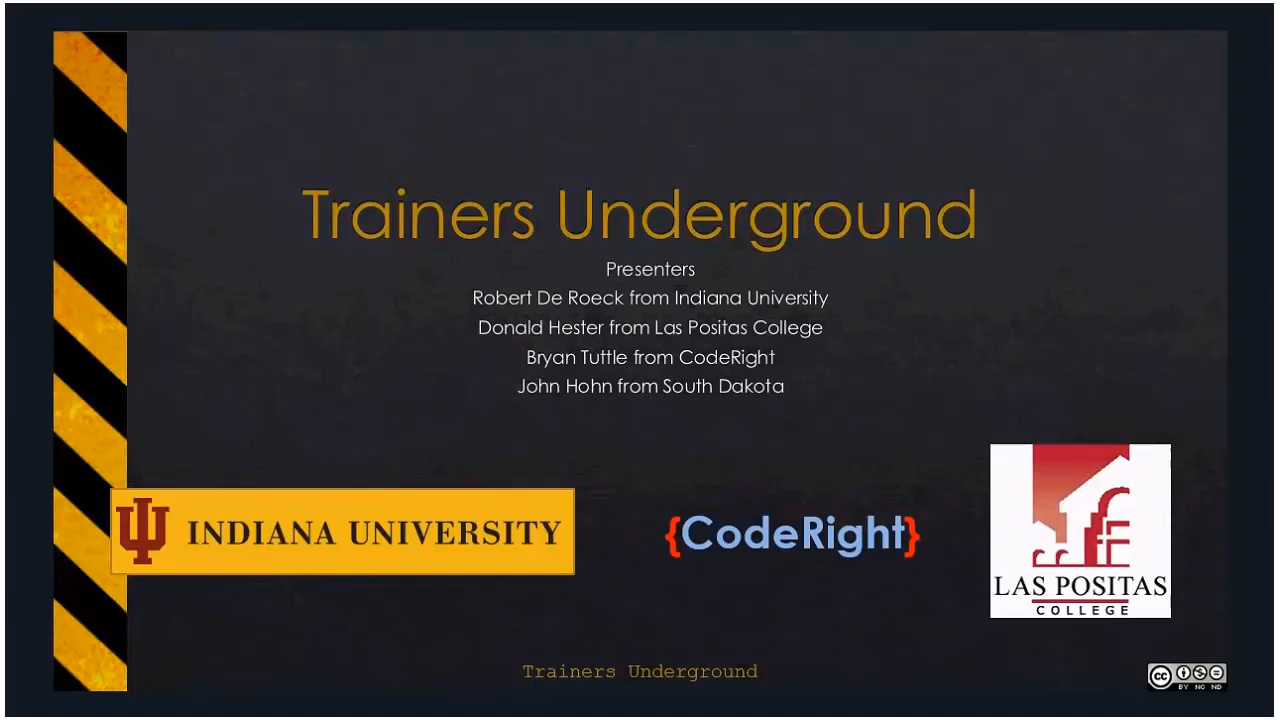 Trainers Underground
Presenters
Robert De Roeck from Indiana University
Donald Hester from Las Positas College
Bryan Tuttle from CodeRight
John Hohn from South Dakota
INDIANA UNIVERSITY
{CodeRight}
LAS POSITAS
COLLEGE
Trainers Underground
cc
BY NC ND